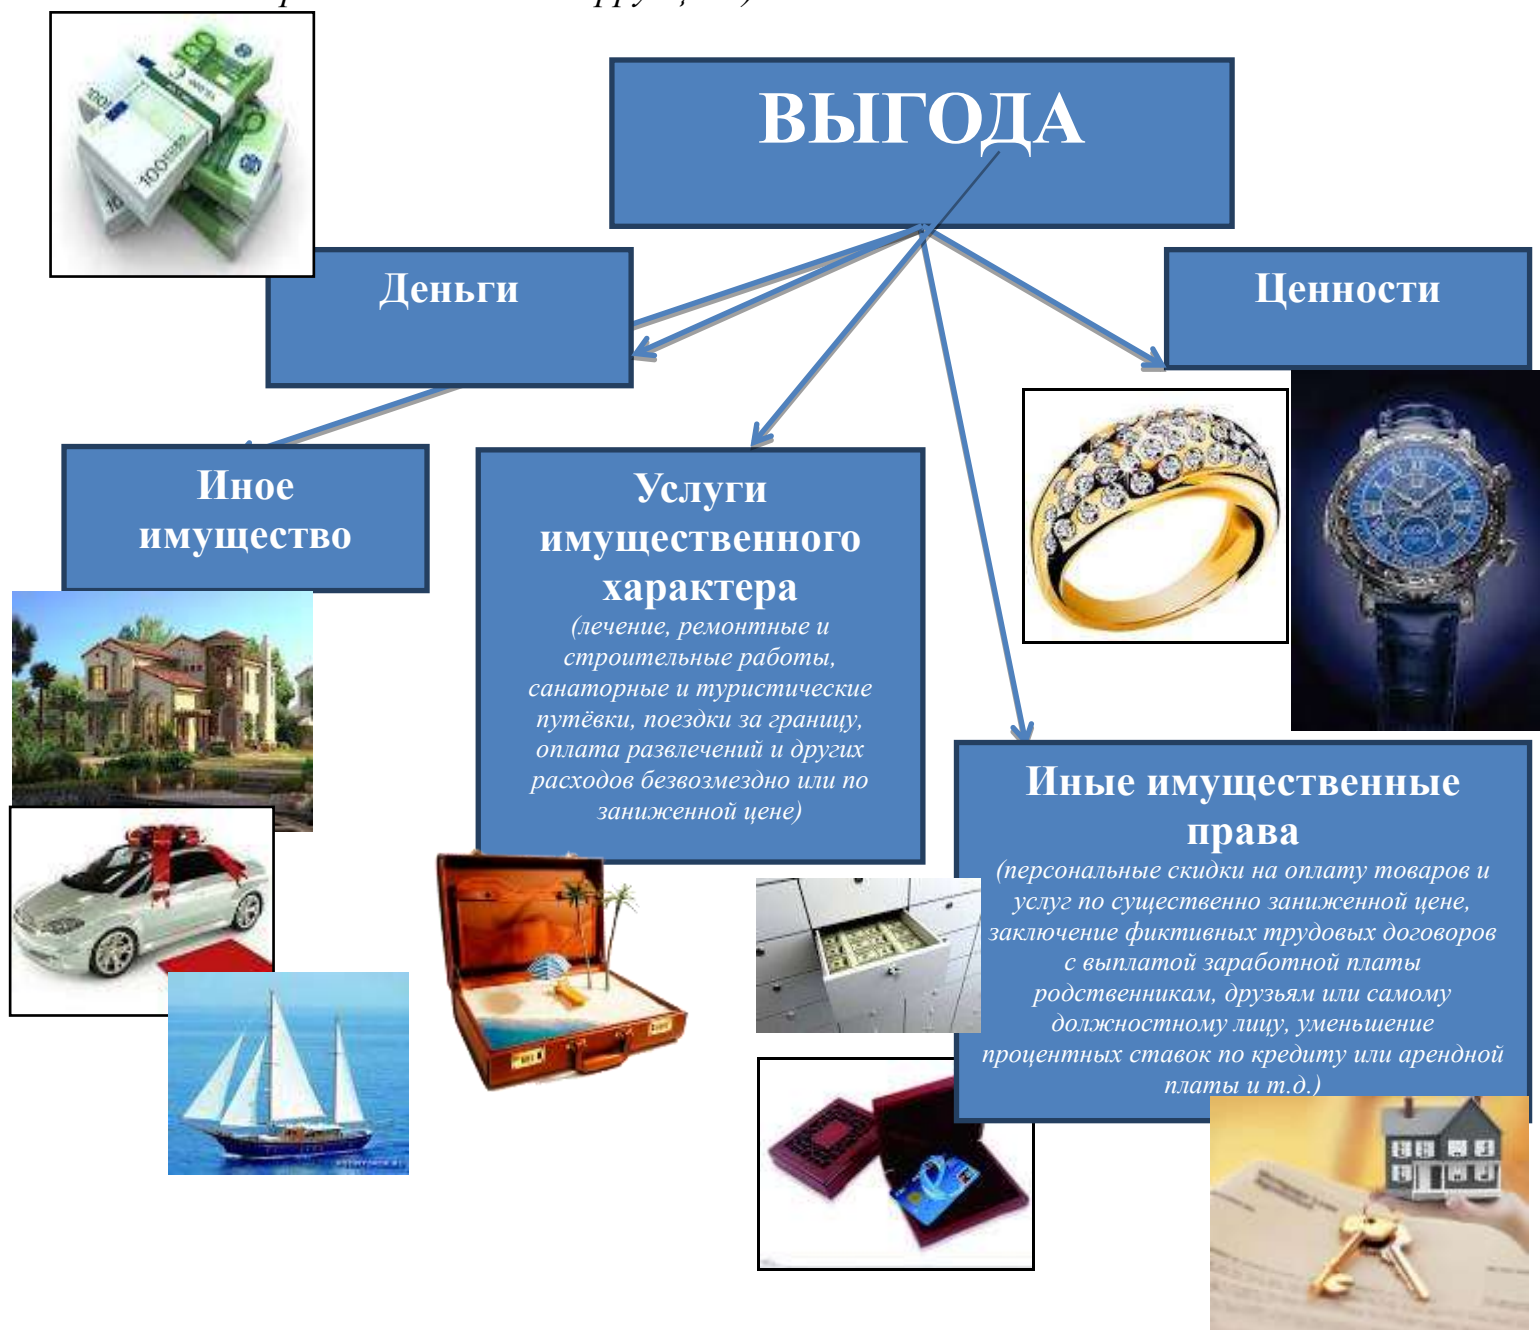 ВЫГОДА
Деньги
Ценности
Иное
имущество
Услуги
имущественного
характера
(лечение, ремонтные и
строительные работы,
санаторные и туристические
путёвки, поездки за границу,
оплата развлечений и других
расходов безвозмездно или по
заниженной цене)
Иные имущественные
права
(персональные скидки на оплату товаров и
услуг по существенно заниженной цене,
заключение фиктивных трудовых договоров
с выплатой заработной платы
родственникам, друзьям или самому
должностному лицу, уменьшение
процентных ставок по кредиту или арендной
платы и т.д.)
100
100
100